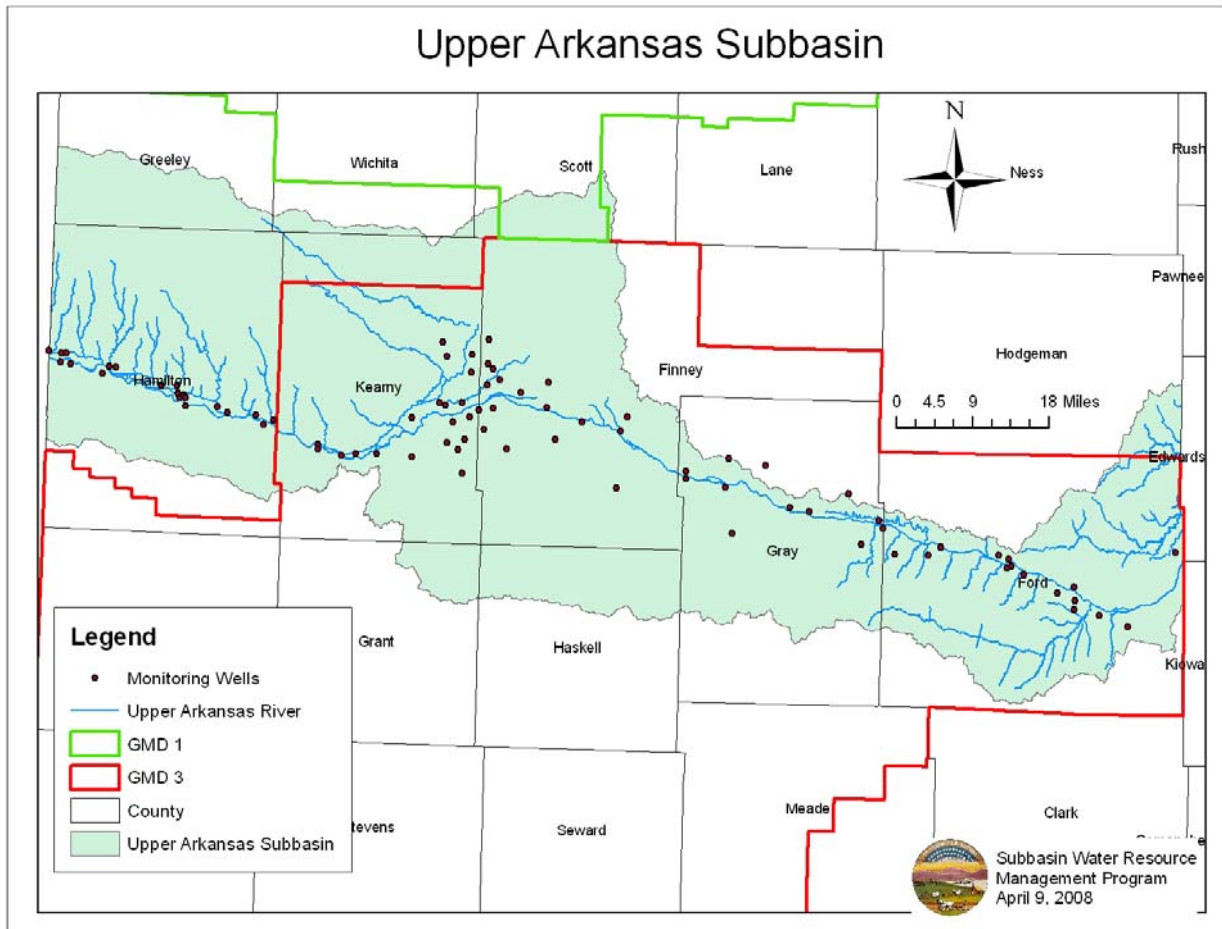 Upper Arkansas Subbasin
N
Greeley
Wichita
Scott
Lane
Ness
Rush
Pawnee
Hodgeman
Finney
Kearny
Hamilton
0 4.5 9 18 Miles
Edwards
Gray
Ford
Kiowa
Grant
Haskell
Meade
Clark
Seward
tevens
Legend
Monitoring Wells
Upper Arkansas River
GMD 1
GMD 3
County
Upper Arkansas Subbasin
Subbasin Water Resource
Management Program
April 9, 2008